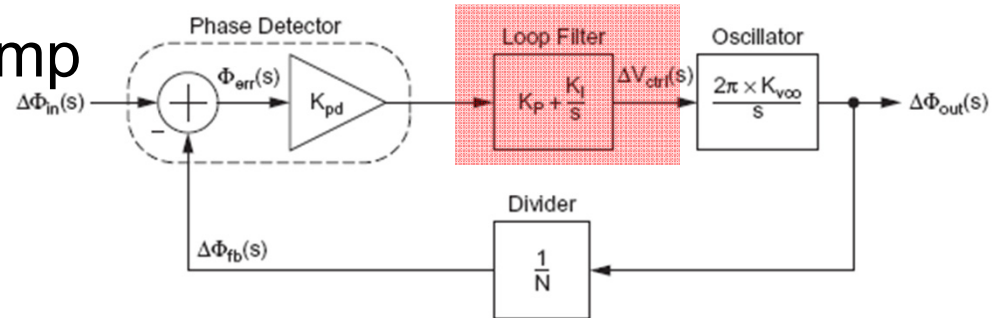 mp
Phase Detector
Loop Filter
Oscillator
ΔΦin(s)
Φerr(s)
Kpd
KP + KI/s
ΔVctrl(s)
2π × Kvco/s
ΔΦout(s)
+
−
Divider
ΔΦfb(s)
1/N